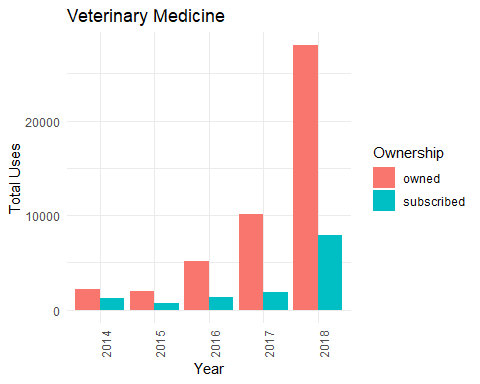 Veterinary Medicine
Total Uses
20000
10000
0
2014
2015
2016
2017
2018
Year
Ownership
owned
subscribed